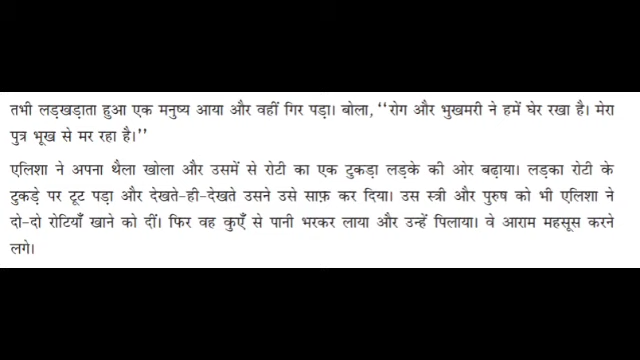 तभी लड़खड़ाता हुआ एक मनुष्य आया और वहीं गिर पड़ा। बोला, ‘‘रोग और भुखमरी ने हमें घेर रखा है। मेरा
पुत्र भूख से मर रहा है।’’
एलिशा ने अपना थैला खोला और उसमें से रोटी का एक टुकड़ा लड़के की ओर बढ़ाया। लड़का रोटी के
टुकड़े पर टूट पड़ा और देखते-ही-देखते उसने उसे साफ़ कर दिया। उस स्त्री और पुरुष को भी एलिशा ने
दो-दो रोटियाँ खाने को दीं। फिर वह कुएँ से पानी भरकर लाया और उन्हें पिलाया। वे आराम महसूस करने
लगे।